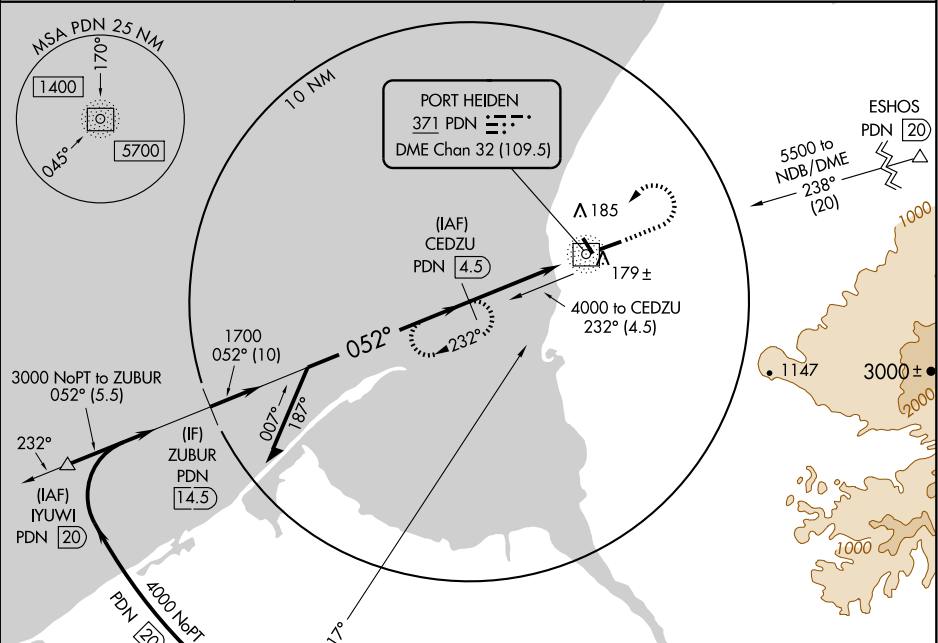 MSA PDN 25 NM
170°
1400
045°
5700
10 NM
PORT HEIDEN
371 PDN
DME Chan 32 (109.5)
ESHOS
PDN 20
5500 to
NDB/DME
238°
(20)
1000
185
(IAF)
CEDZU
PDN 4.5
179 ±
4000 to CEDZU
232° (4.5)
232°
052°
1700
052° (10)
3000 NoPT to ZUBUR
052° (5.5)
007°
187°
1147
3000 ±
2000
232°
(IF)
ZUBUR
PDN
14.5
(IAF)
IYUWI
PDN 20
1000
4000 NoPT
PDN 20
17°